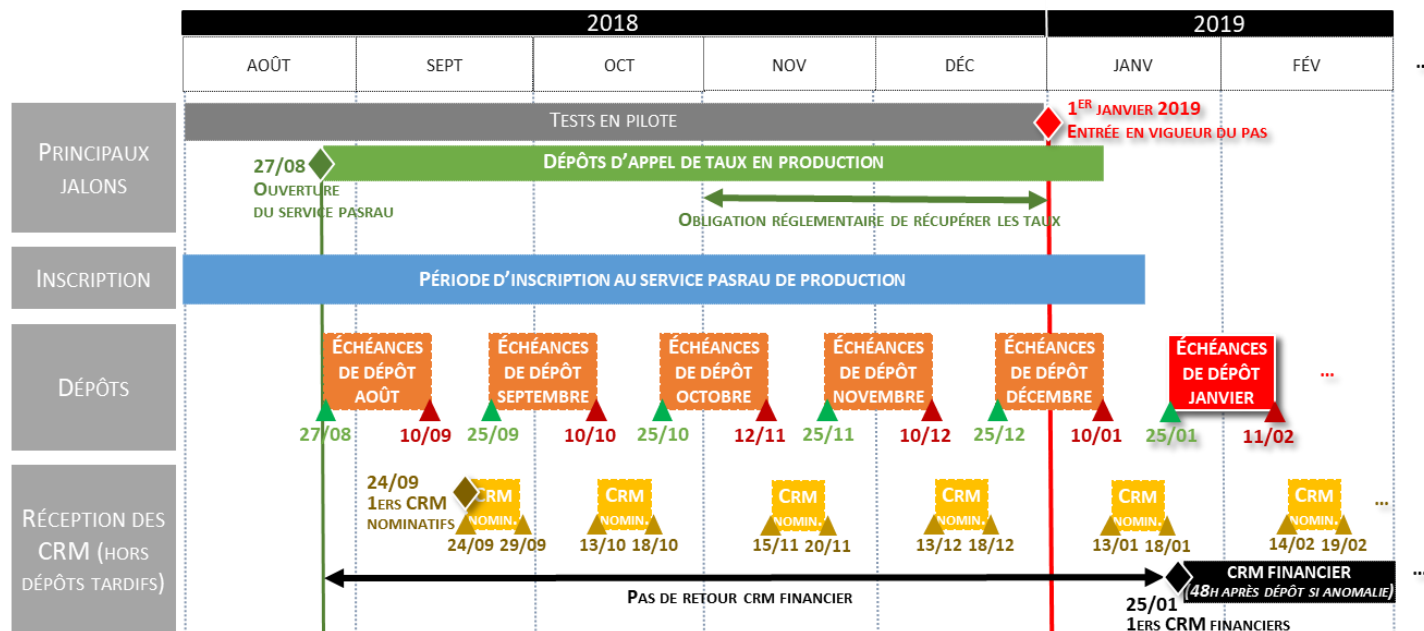 2018
2019
AOÛT
SEPT
OCT
NOV
DÉC
JANV
FÉV
...
PRINCIPAUX
JALONS
TESTS EN PILOTE
1ER JANVIER 2019
ENTRÉE EN VIGUEUR DU PAS
DÉPÔTS D'APPEL DE TAUX EN PRODUCTION
27/08
OUVERTURE
DU SERVICE PASRAU
OBLIGATION RÉGLEMENTAIRE DE RÉCUPÉRER LES TAUX
INSCRIPTION
PÉRIODE D'INSCRIPTION AU SERVICE PASRAU DE PRODUCTION
DÉPÔTS
ÉCHÉANCES
DE DÉPÔT
AOÛT
27/08
10/09
ÉCHÉANCES
DE DÉPÔT
SEPTEMBRE
25/09
10/10
ÉCHÉANCES
DE DÉPÔT
OCTOBRE
25/10
12/11
ÉCHÉANCES
DE DÉPÔT
NOVEMBRE
25/11
10/12
ÉCHÉANCES
DE DÉPÔT
DÉCEMBRE
25/12
10/01
ÉCHÉANCES
DE DÉPÔT
JANVIER
25/01
11/02
...
RÉCEPTION DES
CRM (HORS
DÉPÔTS TARDIFS)
24/09
1ERS CRM
NOMINATIFS
CRM
NOMIN.
24/09
29/09
CRM
NOMIN.
13/10
18/10
CRM
NOMIN.
15/11
20/11
CRM
NOMIN.
13/12
18/12
CRM
NOMIN.
13/01
18/01
CRM
NOMIN.
14/02
19/02
...
PAS DE RETOUR CRM FINANCIER
CRM FINANCIER
(48H APRÈS DÉPÔT SI ANOMALIE)
...
25/01
1ERS CRM FINANCIERS